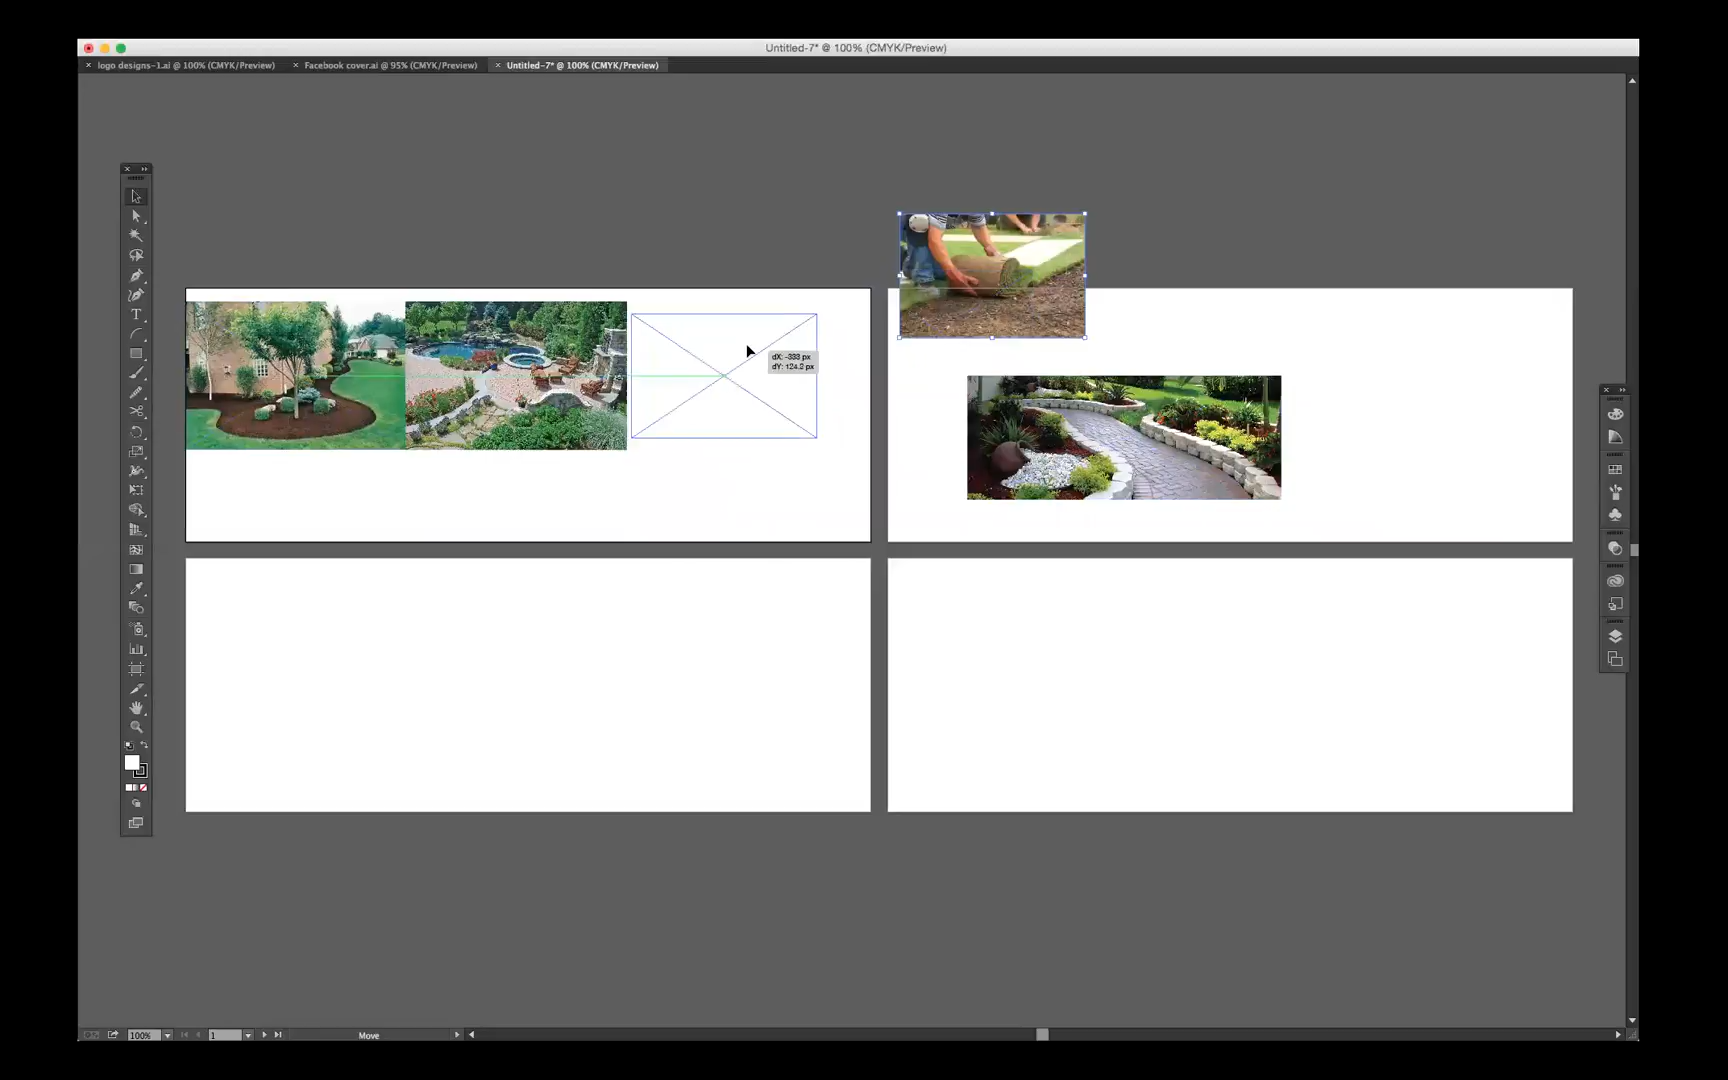 Untitled-7* @ 100% (CMYK/Preview)
logo designs-1.ai @ 100% (CMYK/Preview)
Facebook cover.ai @ 95% (CMYK/Preview)
Untitled-7* @ 100% (CMYK/Preview)
dX: -333 px
dY: 124.2 px
100%
1
Move